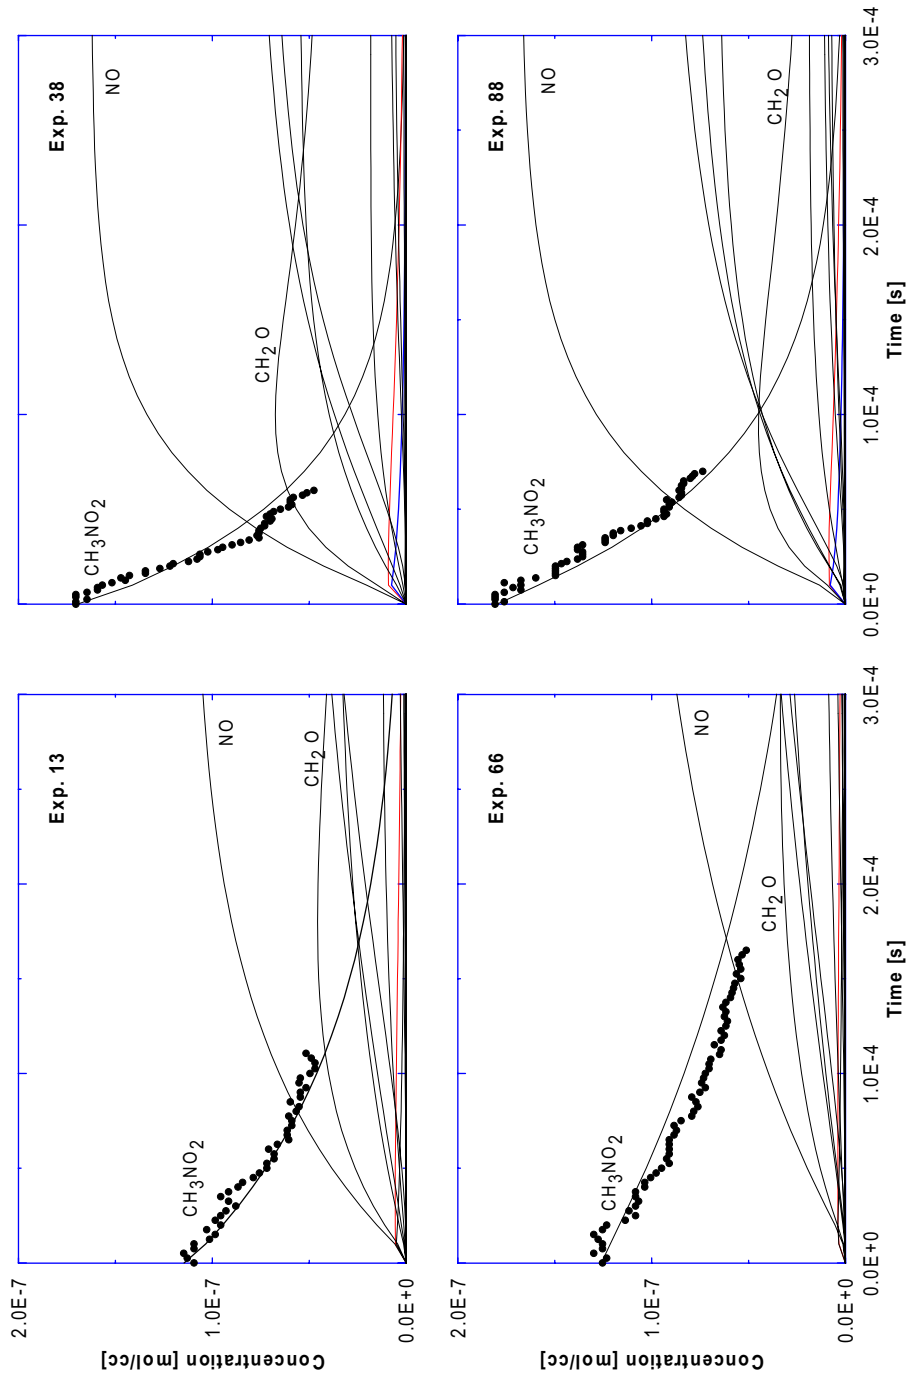 Concentration [mol/cc]
2.0E-7
1.0E-7
0.0E+0
Exp. 13
CH3NO2
NO
CH2O
Exp. 38
CH3NO2
NO
CH2O
Concentration [mol/cc]
2.0E-7
1.0E-7
0.0E+0
Exp. 66
CH3NO2
NO
CH2O
0.0E+0 1.0E-4 2.0E-4 3.0E-4
Time [s]
Exp. 88
CH3NO2
NO
CH2O
0.0E+0 1.0E-4 2.0E-4 3.0E-4
Time [s]